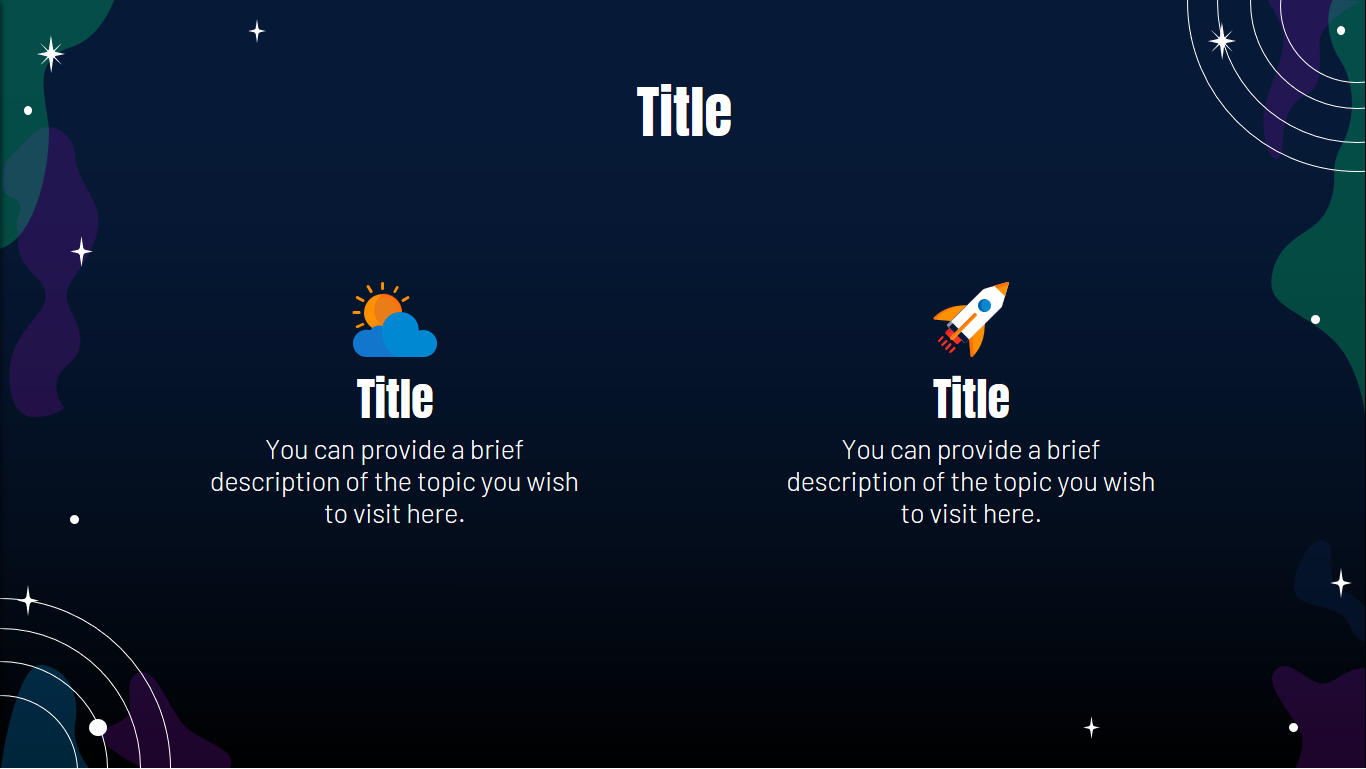 Title
Title
You can provide a brief
description of the topic you wish
to visit here.
Title
You can provide a brief
description of the topic you wish
to visit here.